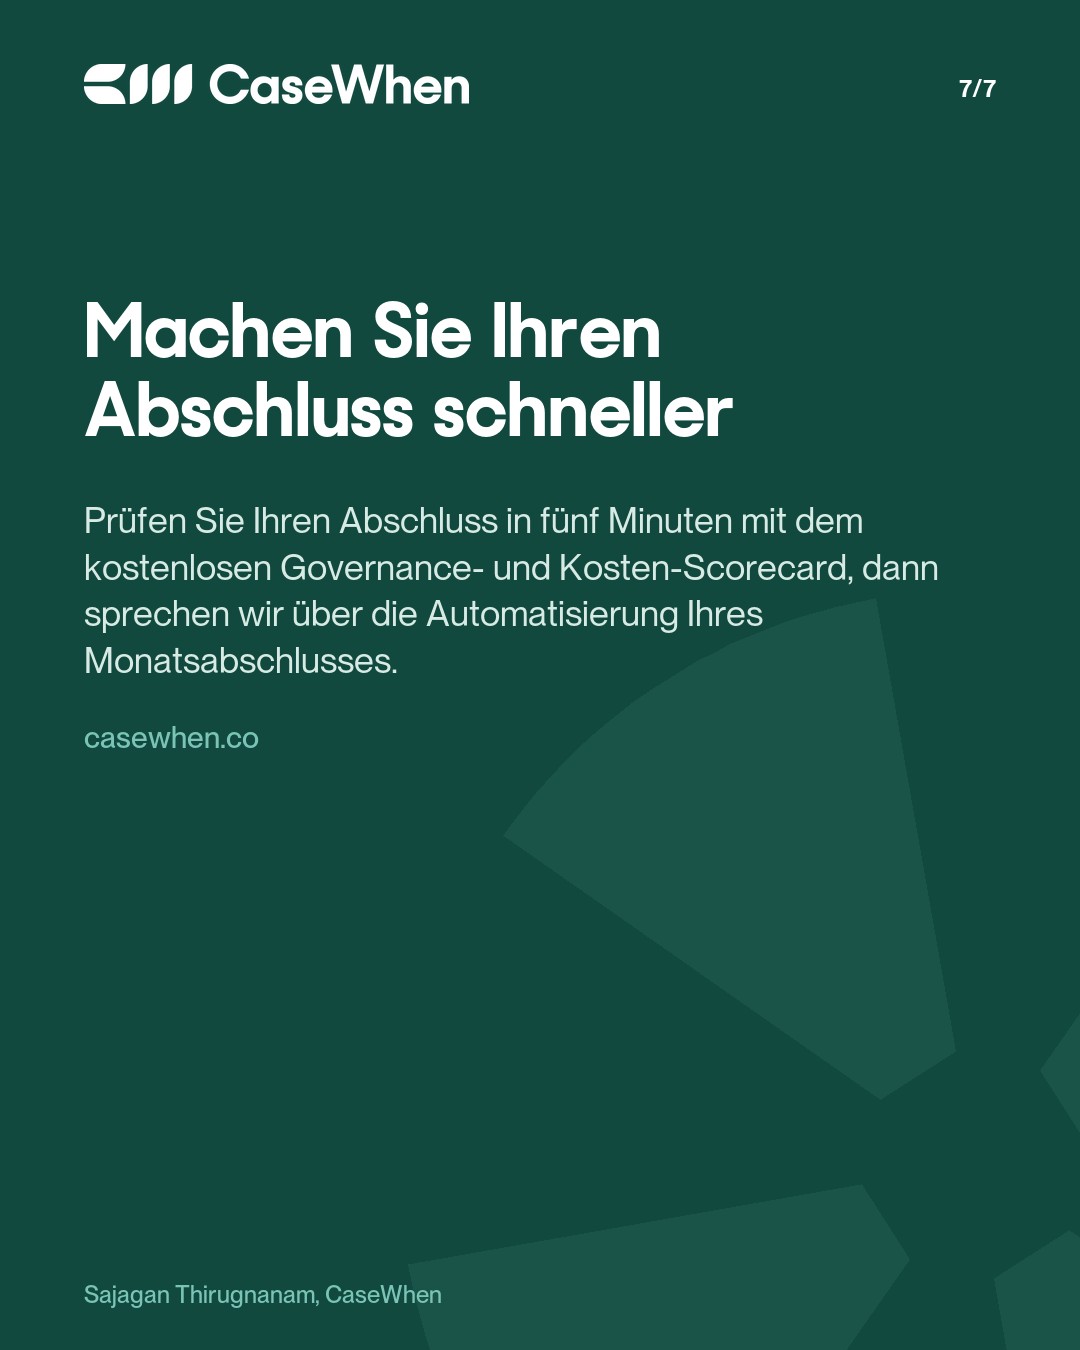 CaseWhen
7/7
Machen Sie Ihren
Abschluss schneller
Prüfen Sie Ihren Abschluss in fünf Minuten mit dem
kostenlosen Governance- und Kosten-Scorecard, dann
sprechen wir über die Automatisierung Ihres
Monatsabschlusses.
casewhen.co
Sajagan Thirugnanam, CaseWhen